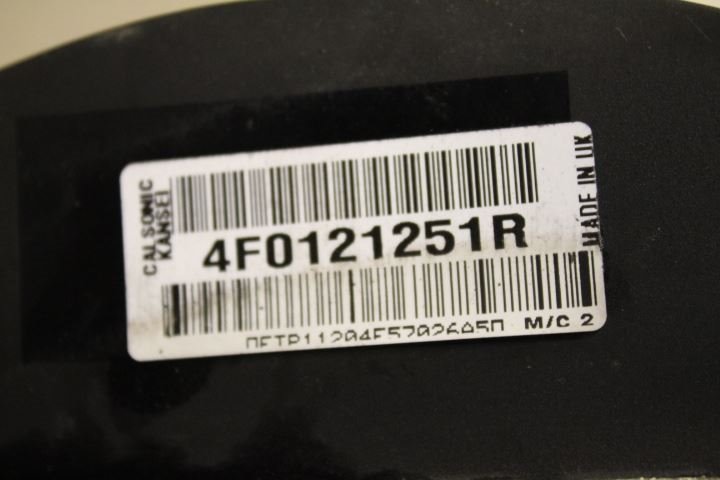 CALSONIC
KANSEI
4F0121251R
M/C 2
MADE IN UK